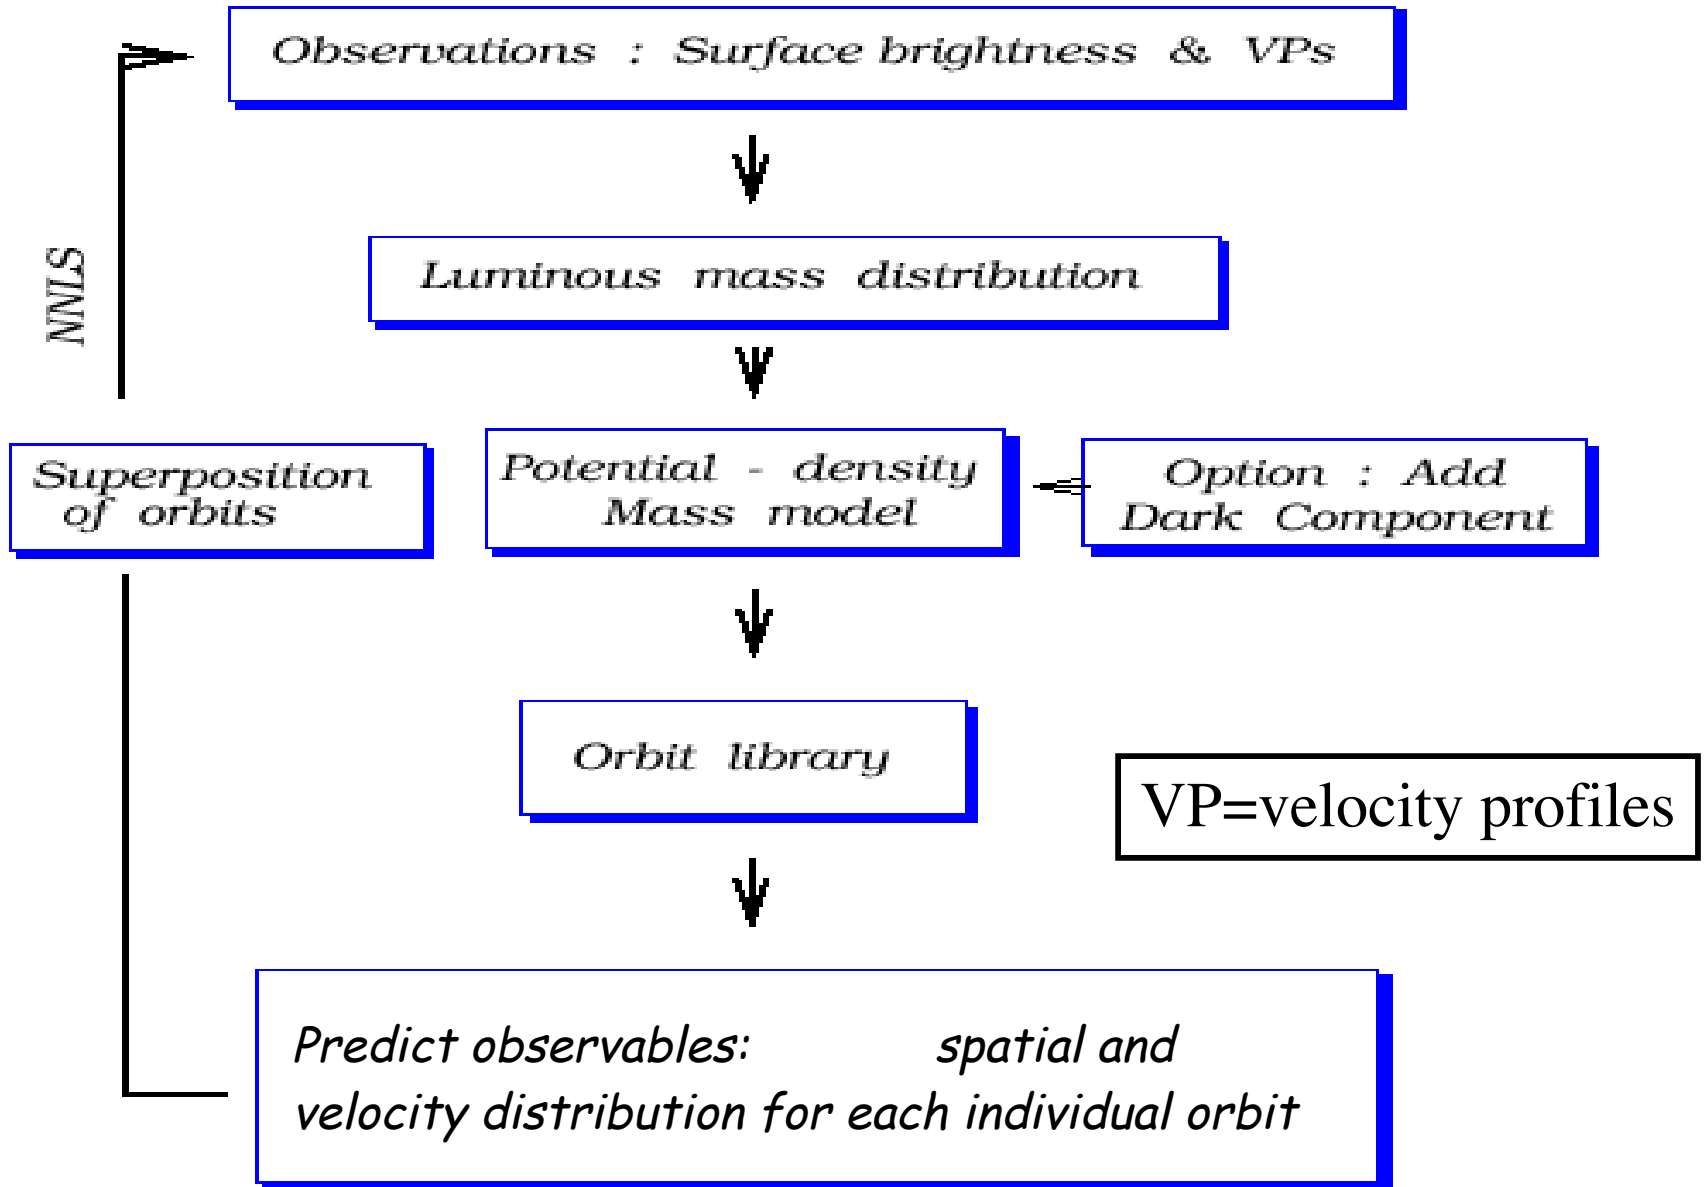 Observations : Surface brightness & VPs
NNLS
Luminous mass distribution
Superposition
of orbits
Potential - density
Mass model
Option : Add
Dark Component
Orbit library
VP=velocity profiles
Predict observables: spatial and
velocity distribution for each individual orbit